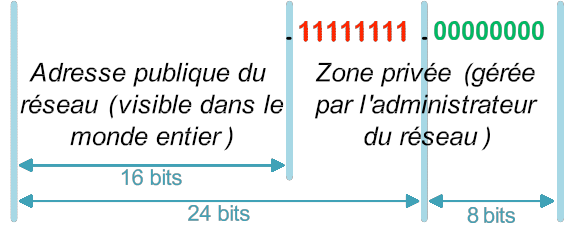 .11111111.00000000
Adresse publique du
réseau (visible dans le
monde entier)
Zone privée (gérée
par l'administrateur
du réseau)
16 bits
24 bits
8 bits